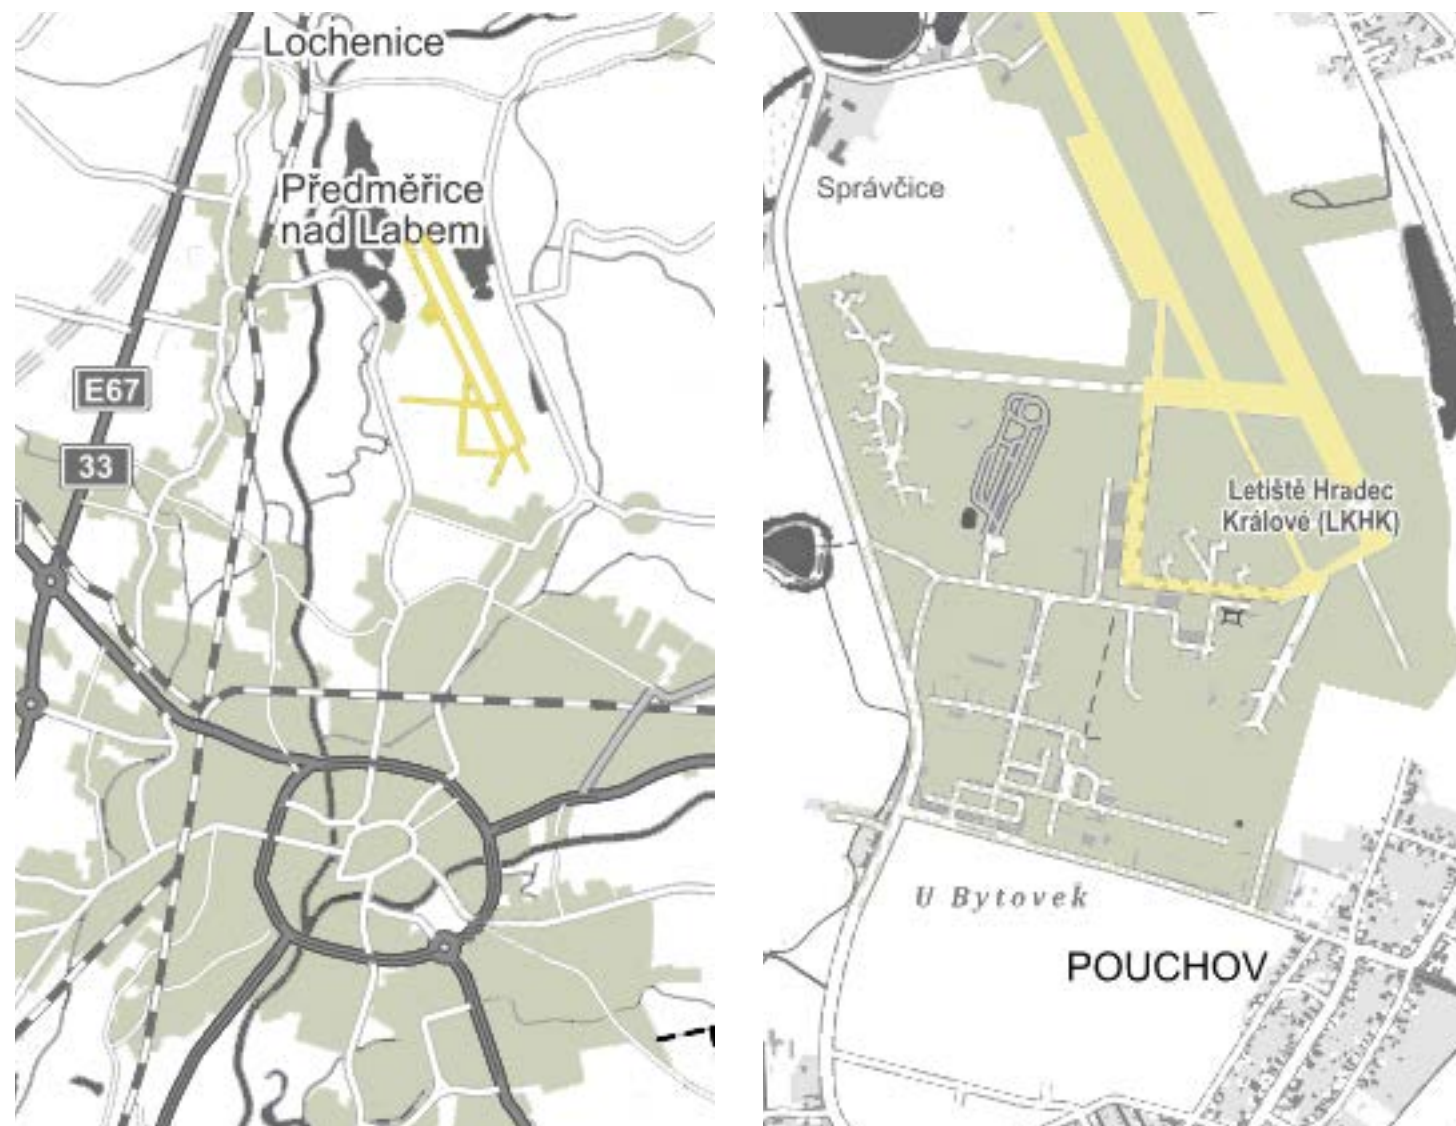 Lochenice
Předměřice
nad Labem
E67
33
Správčice
Letiště Hradec
Králové (LKHK)
U Bytovek
POUCHOV